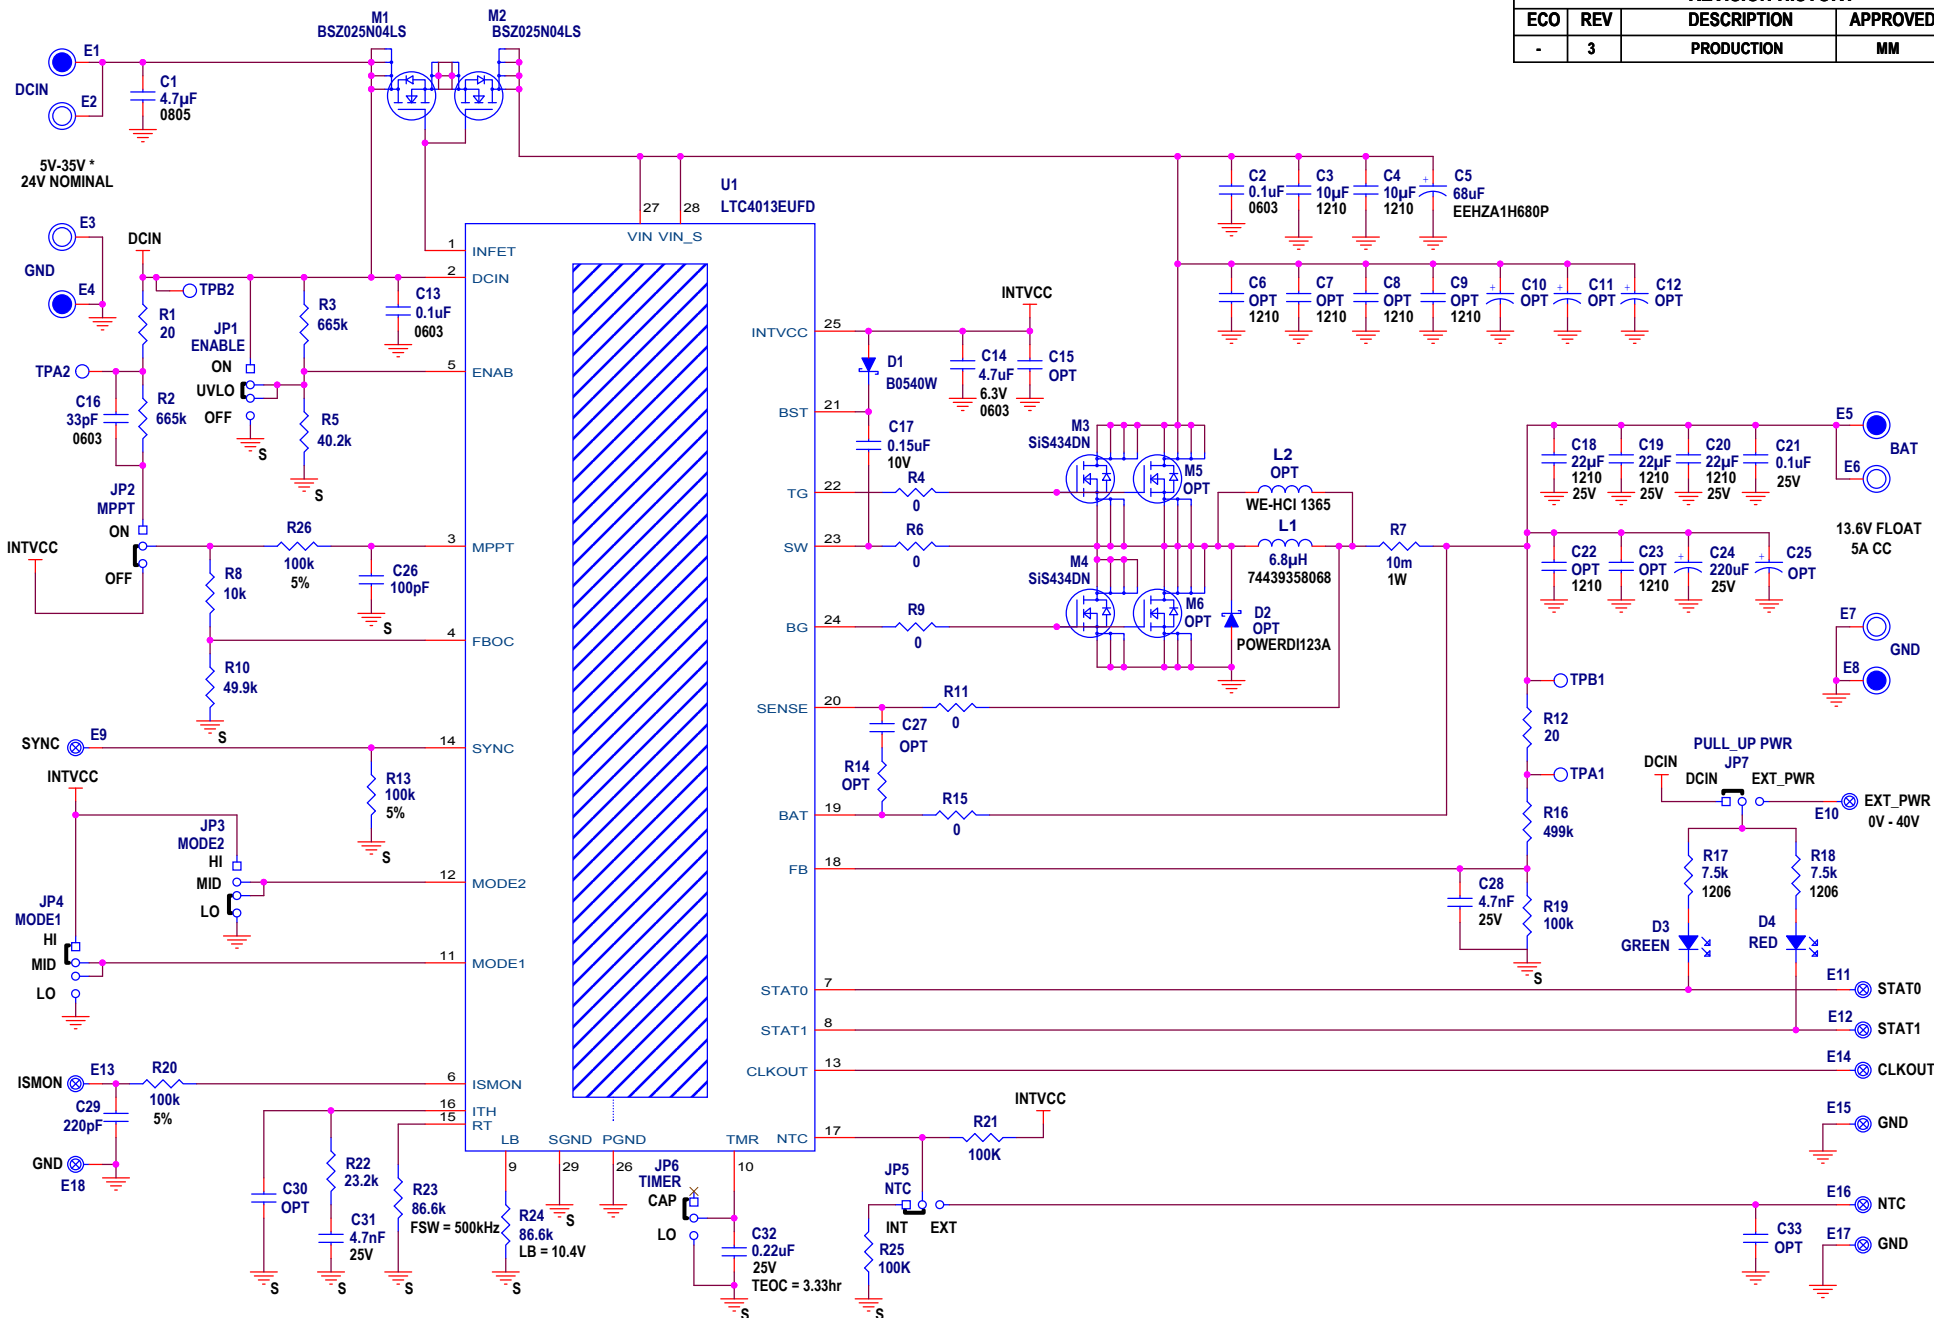 REVISION HISTORY
ECO REV DESCRIPTION APPROVED
- 3 PRODUCTION MM
M1
BSZ025N04LS
M2
BSZ025N04LS
E1
DCIN
E2
C1
4.7µF
0805
5V-35V *
24V NOMINAL
E3
GND
E4
DCIN
TPB2
R1
20
TPA2
C16
33pF
0603
R2
665k
JP1
ENABLE
ON
UVLO
OFF
S
R3
665k
R5
40.2k
S
C13
0.1uF
0603
JP2
MPPT
ON
OFF
INTVCC
R26
100k
5%
R8
10k
C26
100pF
S
R10
49.9k
S
SYNC
E9
INTVCC
R13
100k
5%
S
JP3
MODE2
HI
MID
LO
JP4
MODE1
HI
MID
LO
ISMON
E13
R20
100k
5%
C29
220pF
GND
E18
C30
OPT
S
R22
23.2k
C31
4.7nF
25V
S
R23
86.6k
FSW = 500kHz
S
R24
86.6k
LB = 10.4V
S
U1
LTC4013EUFD
27
28
VIN VIN_S
1
INFET
2
DCIN
5
ENAB
3
MPPT
4
FBOC
14
SYNC
12
MODE2
11
MODE1
6
ISMON
16
ITH
15
RT
LB
SGND
PGND
TMR
NTC
9
29
26
10
17
S
INTVCC
25
BST
21
TG
22
SW
23
BG
24
SENSE
20
BAT
19
FB
18
STAT0
7
STAT1
8
CLKOUT
13
JP6
TIMER
CAP
LO
C32
0.22uF
25V
TEOC = 3.33hr
S
INTVCC
D1
B0540W
C14
4.7uF
6.3V
0603
C15
OPT
C17
0.15uF
10V
R4
0
R6
0
R9
0
R11
0
C27
OPT
R14
OPT
R15
0
C2
0.1uF
0603
C3
10µF
1210
C4
10µF
1210
C5
68uF
EEHZA1H680P
+
C6
OPT
1210
C7
OPT
1210
C8
OPT
1210
C9
OPT
1210
C10
OPT
+
C11
OPT
+
C12
OPT
+
M3
SiS434DN
M5
OPT
M4
SiS434DN
M6
OPT
L2
OPT
WE-HCI 1365
L1
6.8µH
74439358068
D2
OPT
POWERDI123A
R7
10m
1W
C18
22µF
1210
25V
C19
22µF
1210
25V
C20
22µF
1210
25V
C21
0.1uF
25V
E5
BAT
E6
13.6V FLOAT
5A CC
C22
OPT
1210
C23
OPT
1210
C24
220uF
25V
+
C25
OPT
+
E7
GND
E8
TPB1
R12
20
TPA1
R16
499k
C28
4.7nF
25V
R19
100k
S
PULL_UP PWR
JP7
DCIN
DCIN
EXT_PWR
E10
EXT_PWR
0V - 40V
R17
7.5k
1206
R18
7.5k
1206
D3
GREEN
D4
RED
E11
STAT0
E12
STAT1
E14
CLKOUT
E15
GND
INTVCC
R21
100K
JP5
NTC
INT
EXT
R25
100K
S
E16
NTC
C33
OPT
E17
GND